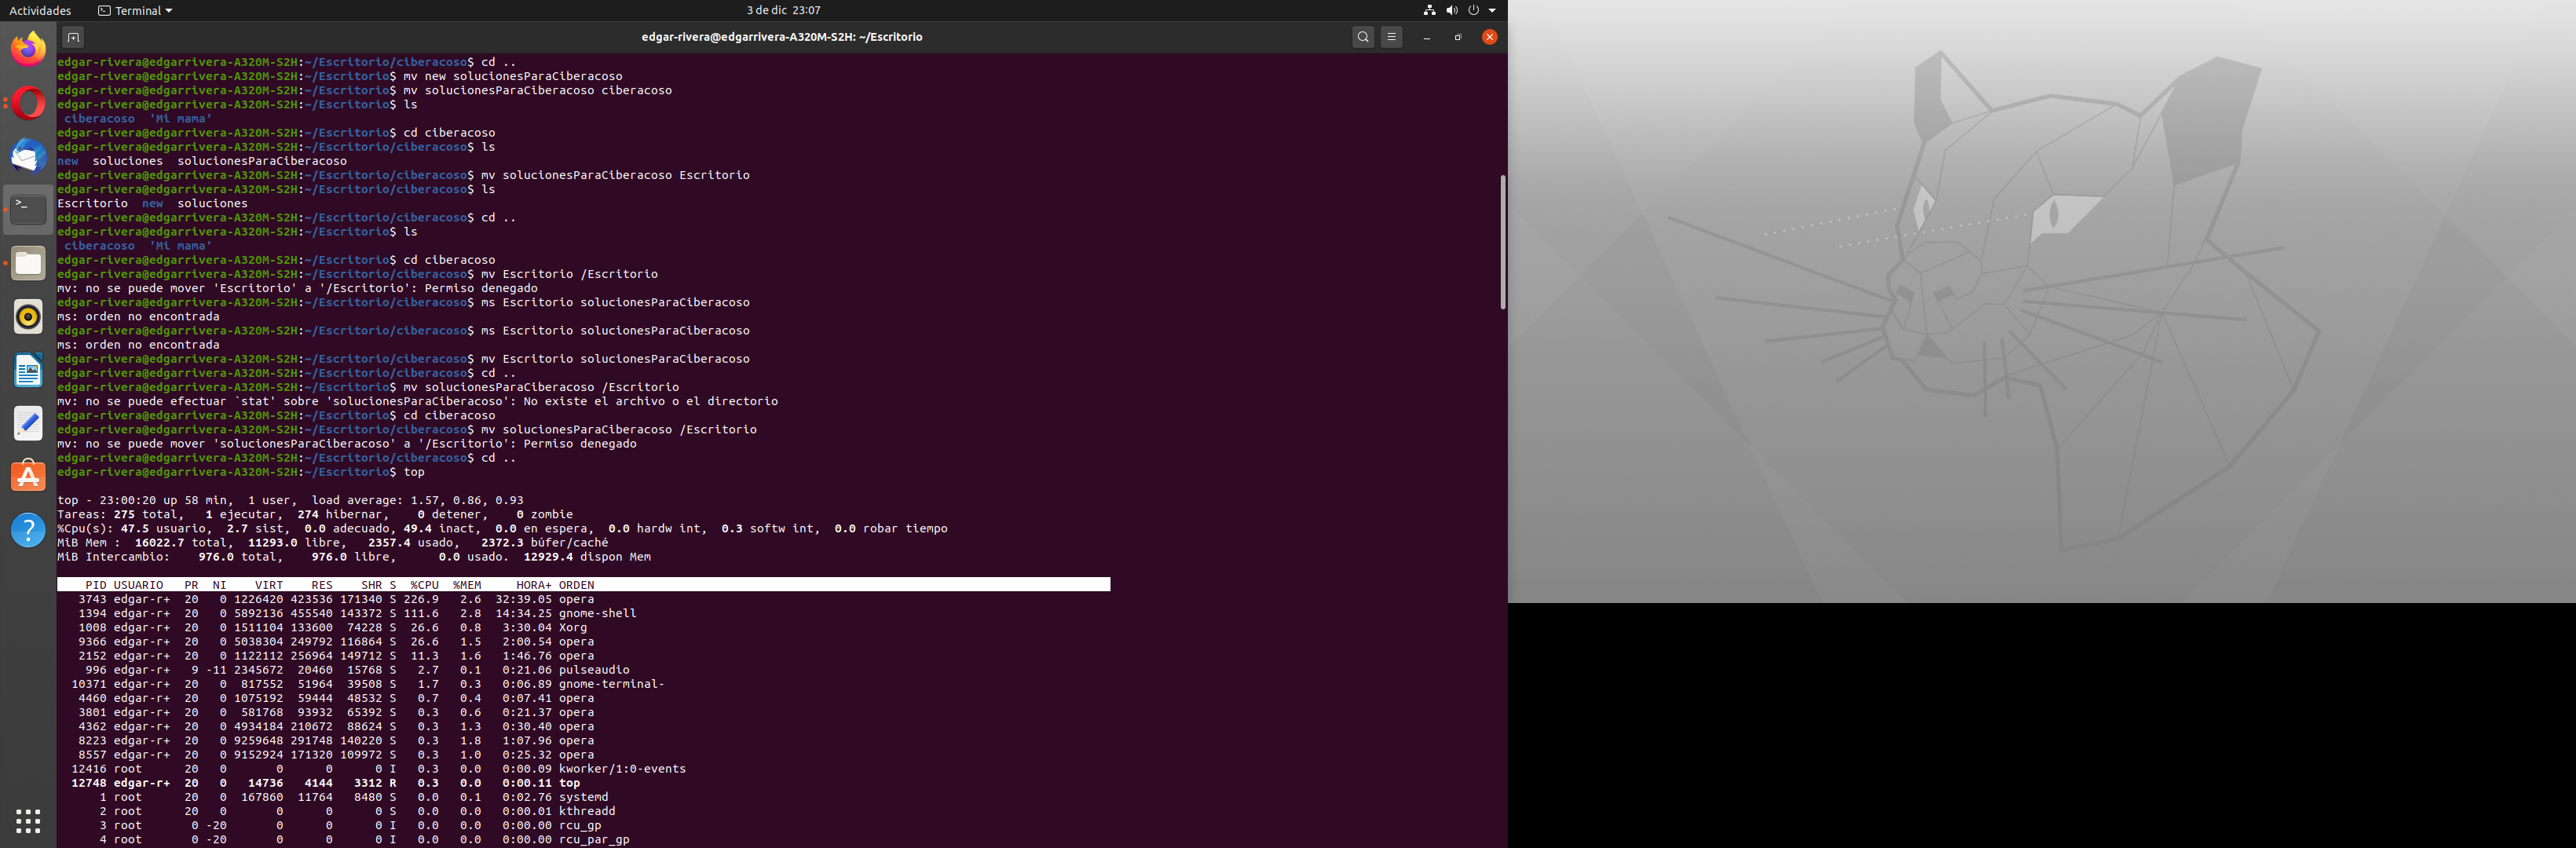 Actividades Terminal 3 de dic 23:07
edgar-rivera@edgarrivera-A320M-S2H: ~/Escritorio
edgar-rivera@edgarrivera-A320M-S2H:~/Escritorio/ciberacoso$ cd ..
edgar-rivera@edgarrivera-A320M-S2H:~/Escritorio$ mv new solucionesParaCiberacoso
edgar-rivera@edgarrivera-A320M-S2H:~/Escritorio$ mv solucionesParaCiberacoso ciberacoso
edgar-rivera@edgarrivera-A320M-S2H:~/Escritorio$ ls
ciberacoso 'Mi mama'
edgar-rivera@edgarrivera-A320M-S2H:~/Escritorio$ cd ciberacoso
edgar-rivera@edgarrivera-A320M-S2H:~/Escritorio/ciberacoso$ ls
new soluciones solucionesParaCiberacoso
edgar-rivera@edgarrivera-A320M-S2H:~/Escritorio/ciberacoso$ mv solucionesParaCiberacoso Escritorio
edgar-rivera@edgarrivera-A320M-S2H:~/Escritorio/ciberacoso$ ls
Escritorio new soluciones
edgar-rivera@edgarrivera-A320M-S2H:~/Escritorio/ciberacoso$ cd ..
edgar-rivera@edgarrivera-A320M-S2H:~/Escritorio$ ls
ciberacoso 'Mi mama'
edgar-rivera@edgarrivera-A320M-S2H:~/Escritorio$ cd ciberacoso
edgar-rivera@edgarrivera-A320M-S2H:~/Escritorio/ciberacoso$ mv Escritorio /Escritorio
mv: no se puede mover 'Escritorio' a '/Escritorio': Permiso denegado
edgar-rivera@edgarrivera-A320M-S2H:~/Escritorio/ciberacoso$ ms Escritorio solucionesParaCiberacoso
ms: orden no encontrada
edgar-rivera@edgarrivera-A320M-S2H:~/Escritorio/ciberacoso$ ms Escritorio solucionesParaCiberacoso
ms: orden no encontrada
edgar-rivera@edgarrivera-A320M-S2H:~/Escritorio/ciberacoso$ mv Escritorio solucionesParaCiberacoso
edgar-rivera@edgarrivera-A320M-S2H:~/Escritorio/ciberacoso$ cd ..
edgar-rivera@edgarrivera-A320M-S2H:~/Escritorio$ mv solucionesParaCiberacoso /Escritorio
mv: no se puede efectuar `stat' sobre 'solucionesParaCiberacoso': No existe el archivo o el directorio
edgar-rivera@edgarrivera-A320M-S2H:~/Escritorio$ cd ciberacoso
edgar-rivera@edgarrivera-A320M-S2H:~/Escritorio/ciberacoso$ mv solucionesParaCiberacoso /Escritorio
mv: no se puede mover 'solucionesParaCiberacoso' a '/Escritorio': Permiso denegado
edgar-rivera@edgarrivera-A320M-S2H:~/Escritorio/ciberacoso$ cd ..
edgar-rivera@edgarrivera-A320M-S2H:~/Escritorio$ top
top - 23:00:20 up 58 min, 1 user, load average: 1.57, 0.86, 0.93
Tareas: 275 total, 1 ejecutar, 274 hibernar, 0 detener, 0 zombie
%Cpu(s): 47.5 usuario, 2.7 sist, 0.0 adecuado, 49.4 inact, 0.0 en espera, 0.0 hardw int, 0.3 softw int, 0.0 robar tiempo
MiB Mem : 16022.7 total, 11293.0 libre, 2357.4 usado, 2372.3 búfer/caché
MiB Intercambio: 976.0 total, 976.0 libre, 0.0 usado. 12929.4 dispon Mem
PID USUARIO PR NI VIRT RES SHR S %CPU %MEM HORA+ ORDEN
3743 edgar-r+ 20 0 1226420 423536 171340 S 226.9 2.6 32:39.05 opera
1394 edgar-r+ 20 0 5892136 455540 143372 S 111.6 2.8 14:34.25 gnome-shell
1008 edgar-r+ 20 0 1511104 133600 74228 S 26.6 0.8 3:30.04 Xorg
9366 edgar-r+ 20 0 5038304 249792 116864 S 26.6 1.5 2:00.54 opera
2152 edgar-r+ 20 0 1122112 256964 149712 S 11.3 1.6 1:46.76 opera
996 edgar-r+ 9 -11 2345672 20460 15768 S 2.7 0.1 0:21.06 pulseaudio
10371 edgar-r+ 20 0 817552 51964 39508 S 1.7 0.3 0:06.89 gnome-terminal-
4460 edgar-r+ 20 0 1075192 59444 48532 S 0.7 0.4 0:07.41 opera
3801 edgar-r+ 20 0 581768 93932 65392 S 0.3 0.6 0:21.37 opera
4362 edgar-r+ 20 0 4934184 210672 88624 S 0.3 1.3 0:30.40 opera
8223 edgar-r+ 20 0 9259648 291748 140220 S 0.3 1.8 1:07.96 opera
8557 edgar-r+ 20 0 9152924 171320 109972 S 0.3 1.0 0:25.32 opera
12416 root 20 0 0 0 0 I 0.3 0.0 0:00.09 kworker/1:0-events
12748 edgar-r+ 20 0 14736 4144 3312 R 0.3 0.0 0:00.11 top
1 root 20 0 167860 11764 8480 S 0.0 0.1 0:02.76 systemd
2 root 20 0 0 0 0 S 0.0 0.0 0:00.01 kthreadd
3 root 0 -20 0 0 0 I 0.0 0.0 0:00.00 rcu_gp
4 root 0 -20 0 0 0 I 0.0 0.0 0:00.00 rcu_par_gp